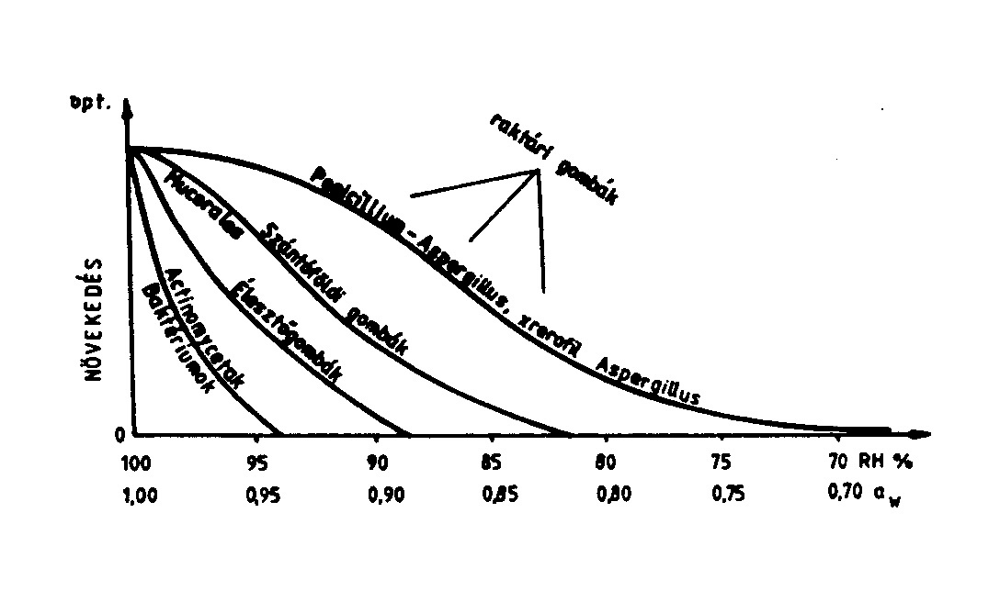 opt.
raktári gombák
Penicillium - Aspergillus, xrerofil Aspergillus
Mucorales
Szántóföldi gombák
Élesztőgombák
Actinomyceták
Baktériumok
NÖVEKEDÉS
0
100 95 90 85 80 75 70 RH %
1,00 0,95 0,90 0,85 0,80 0,75 0,70 aw